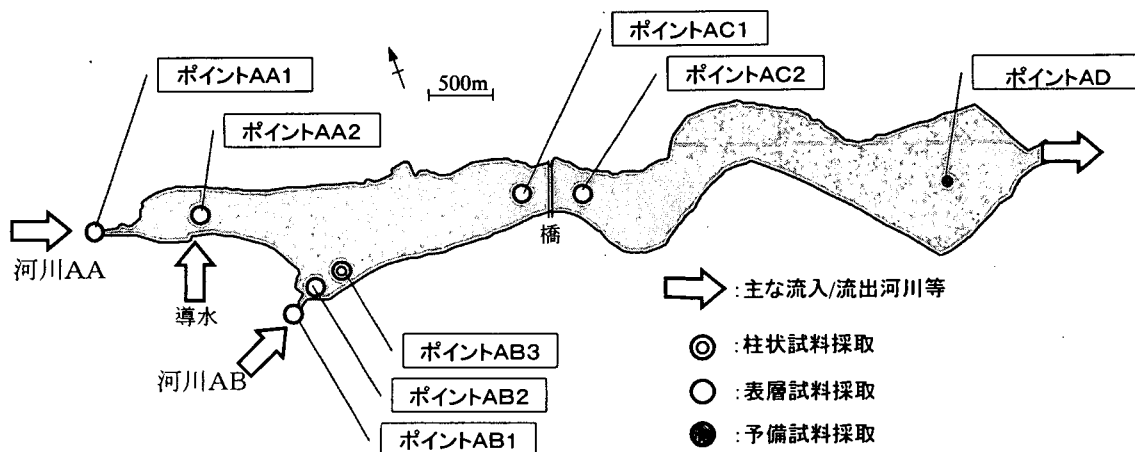 ポイントAC1
ポイントAA1
500m
ポイントAC2
ポイントAD
ポイントAA2
橋
河川AA
導水
:主な流入/流出河川等
ポイントAB3
:柱状試料採取
河川AB
ポイントAB2
:表層試料採取
ポイントAB1
:予備試料採取